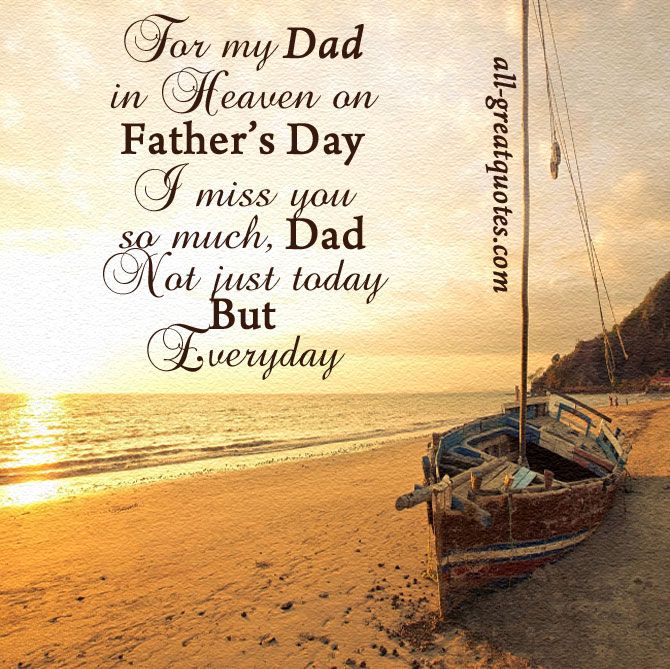 For my Dad
in Heaven on
Father's Day
I miss you
so much, Dad
Not just today
But
Everyday
all-greatquotes.com